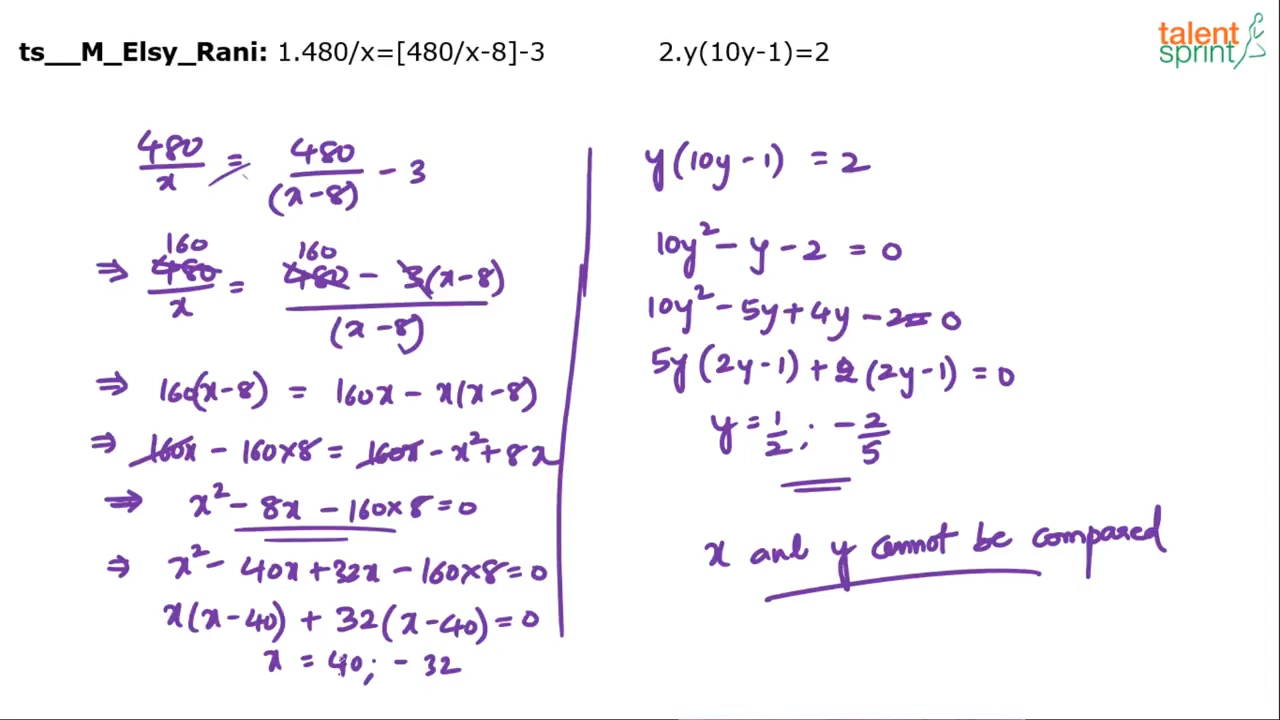 ts__M_Elsy_Rani: 1.480/x=[480/x-8]-3 2.y(10y-1)=2
talent
sprint
480/x = 480/(x-8) - 3
160 160
⇒ 480/x = 480 - 3(x-8)/(x-8)
⇒ 160(x-8) = 160x - x(x-8)
⇒ 160x - 160×8 = 160x - x² + 8x
⇒ x² - 8x - 160×8 = 0
⇒ x² - 40x + 32x - 160×8 = 0
x(x-40) + 32(x-40) = 0
x = 40; - 32
y(10y-1) = 2
10y² - y - 2 = 0
10y² - 5y + 4y - 2 = 0
5y(2y-1) + 2(2y-1) = 0
y = 1/2; - 2/5
x and y cannot be compared